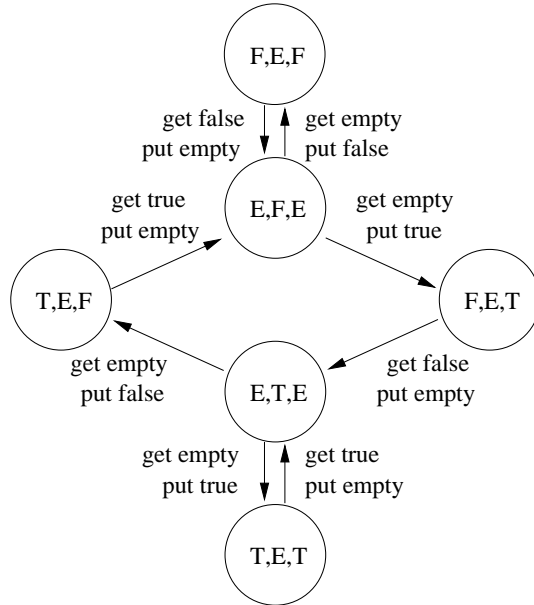 F,E,F
get false
put empty
get empty
put false
E,F,E
get true
put empty
get empty
put true
T,E,F
F,E,T
get empty
put false
E,T,E
get false
put empty
get empty
put true
get true
put empty
T,E,T